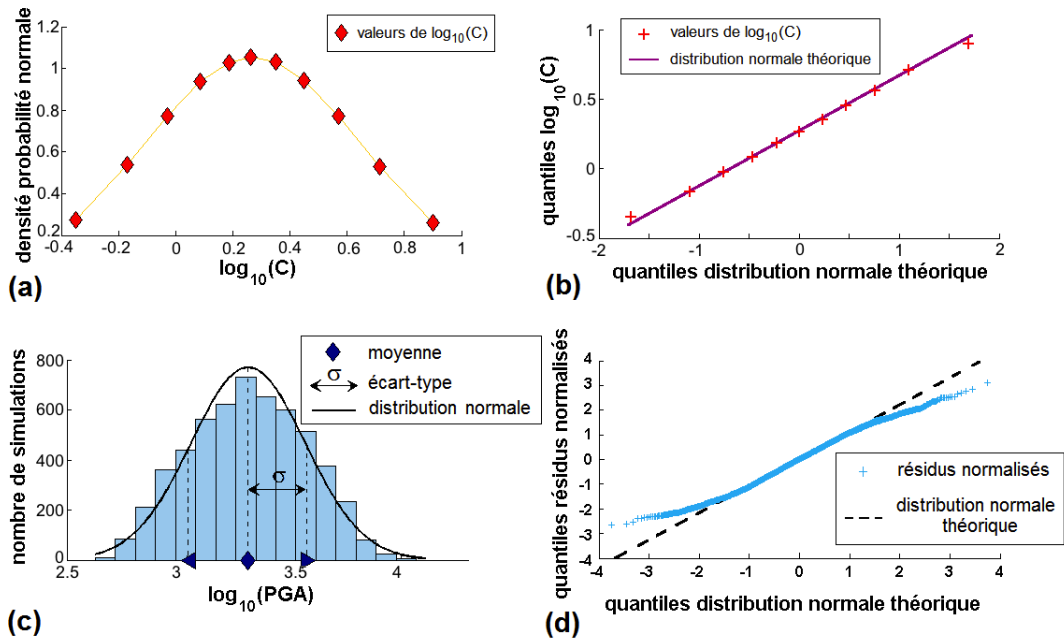 densité probabilité normale
1.4
1.2
1
0.8
0.6
0.4
0.2
-0.4
-0.2
0
0.2
0.4
0.6
0.8
1
valeurs de log10(C)
log10(C)
(a)
quantiles log10(C)
1.0
0.5
0
-0.5
-2
-1
0
1
2
valeurs de log10(C)
distribution normale théorique
quantiles distribution normale théorique
(b)
nombre de simulations
800
600
400
200
0
2.5
3
3.5
4
moyenne
σ
écart-type
distribution normale
σ
log10(PGA)
(c)
quantiles résidus normalisés
4
3
2
1
0
-1
-2
-3
-4
-4
-3
-2
-1
0
1
2
3
4
résidus normalisés
distribution normale
théorique
quantiles distribution normale théorique
(d)